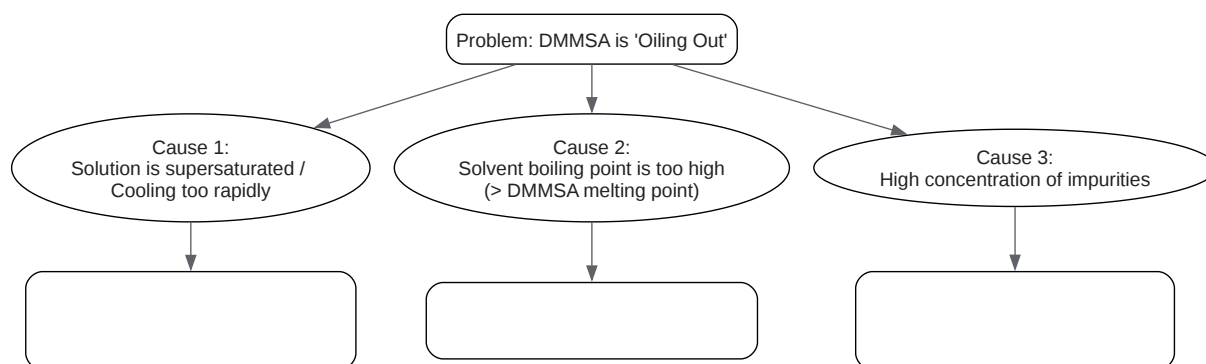 Problem: DMMSA is 'Oiling Out'
Cause 1:
Solution is supersaturated /
Cooling too rapidly
Cause 2:
Solvent boiling point is too high
(> DMMSA melting point)
Cause 3:
High concentration of impurities